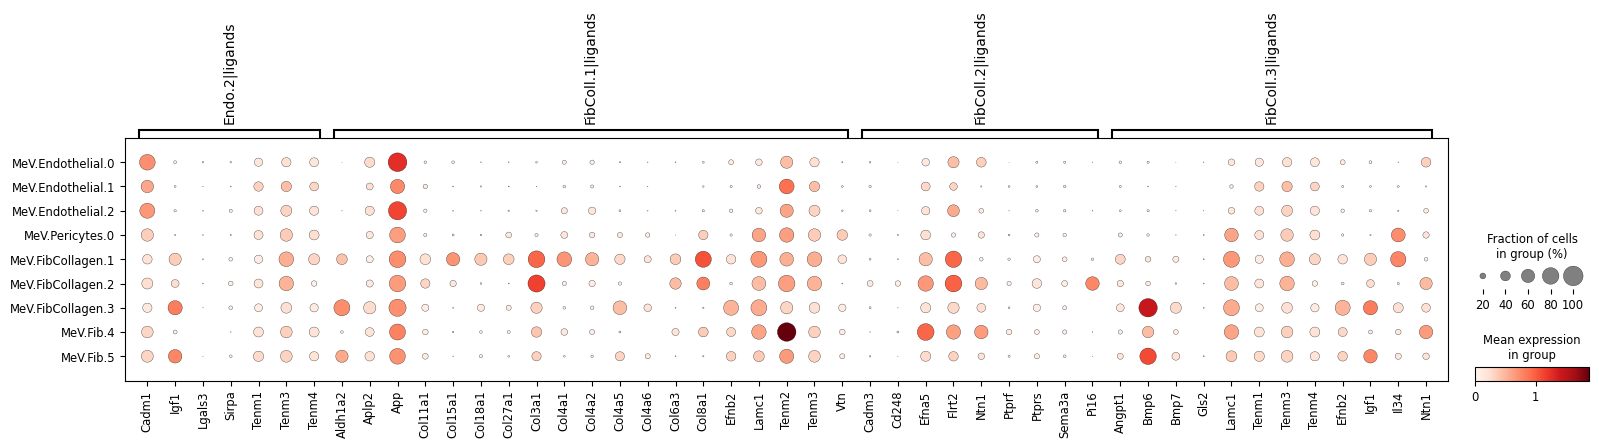 Endo.2|ligands
FibColl.1|ligands
FibColl.2|ligands
FibColl.3|ligands
MeV.Endothelial.0
MeV.Endothelial.1
MeV.Endothelial.2
MeV.Pericytes.0
MeV.FibCollagen.1
MeV.FibCollagen.2
MeV.FibCollagen.3
MeV.Fib.4
MeV.Fib.5
Cadm1
Igf1
Lgals3
Sirpa
Tenm1
Tenm3
Tenm4
Aldh1a2
Aplp2
App
Col11a1
Col15a1
Col18a1
Col27a1
Col3a1
Col4a1
Col4a2
Col4a5
Col4a6
Col6a3
Col8a1
Efnb2
Lamc1
Tenm2
Tenm3
Vtn
Cadm3
Cd248
Efna5
Flrt2
Ntn1
Ptprf
Ptprs
Sema3a
Pi16
Angpt1
Bmp6
Bmp7
Gls2
Lamc1
Tenm1
Tenm3
Tenm4
Efnb2
Igf1
Il34
Ntn1
Fraction of cells
in group (%)
20 40 60 80 100
Mean expression
in group
0 1